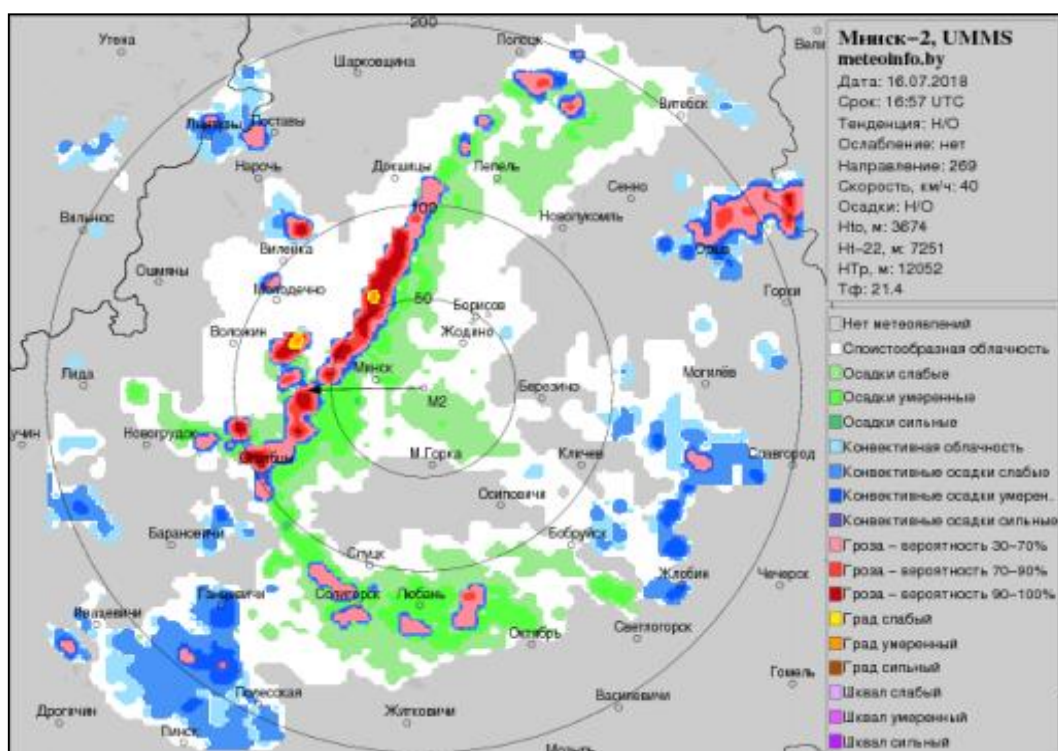 200
Утена
Полоцк
Шарковщина
Витебск
Поставы
Нарочь
Докшицы
Лепель
Сенно
Вильнюс
100
Новолукомль
Вилейка
Орша
Ошмяны
Молодечно
50
Борисов
Горки
Воложин
Жодино
Лида
Минск
М2
Березино
Могилёв
Новогрудок
Столбцы
М.Горка
Кличев
Славгород
Осиповичи
Барановичи
Бобруйск
Слуцк
Жлобин
Чечерск
Ивацевичи
Ганцевичи
Солигорск
Любань
Октябрь
Светлогорск
Гомель
Полесская
Дрогичин
Пинск
Житковичи
Василевичи
Мозырь
Минск-2, UMMS
meteoinfo.by
Дата: 16.07.2018
Срок: 16:57 UTC
Тенденция: Н/О
Ослабление: нет
Направление: 269
Скорость, км/ч: 40
Осадки: Н/О
Hto, м: 3674
Ht-22, м: 7251
HTp, м: 12052
Тф: 21.4
Нет метеоявлений
Слоистообразная облачность
Осадки слабые
Осадки умеренные
Осадки сильные
Конвективная облачность
Конвективные осадки слабые
Конвективные осадки умерен.
Конвективные осадки сильные
Гроза - вероятность 30-70%
Гроза - вероятность 70-90%
Гроза - вероятность 90-100%
Град слабый
Град умеренный
Град сильный
Шквал слабый
Шквал умеренный
Шквал сильный